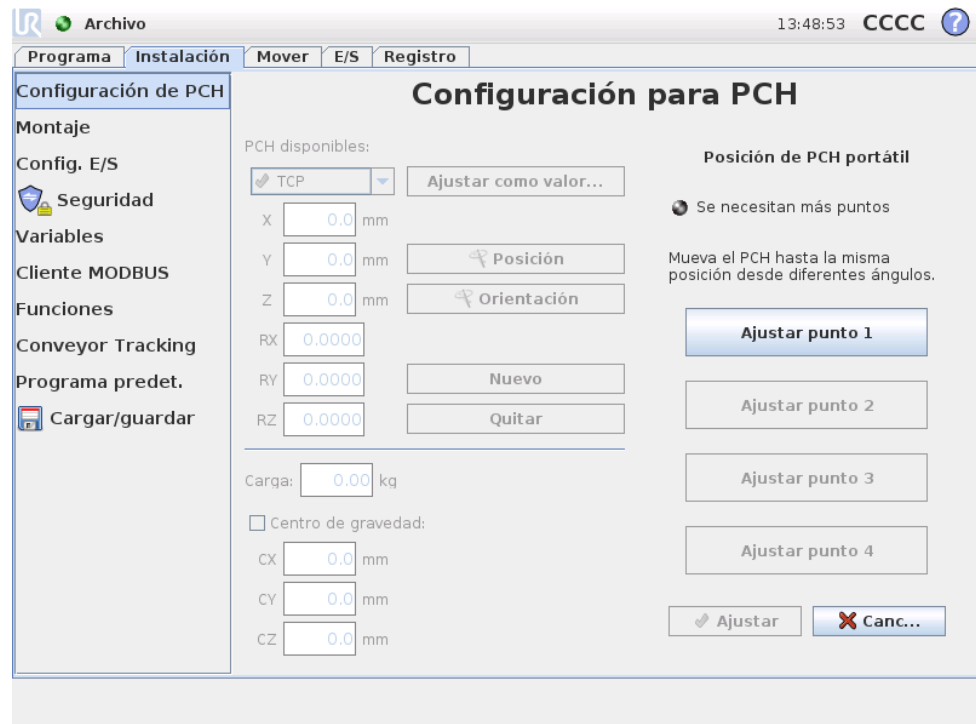 UR Archivo 13:48:53 CCCC ?
Programa Instalación Mover E/S Registro
Configuración de PCH
Montaje
Config. E/S
Seguridad
Variables
Cliente MODBUS
Funciones
Conveyor Tracking
Programa predet.
Cargar/guardar
Configuración para PCH
PCH disponibles:
TCP Ajustar como valor...
X 0.0 mm
Y 0.0 mm Posición
Z 0.0 mm Orientación
RX 0.0000
RY 0.0000 Nuevo
RZ 0.0000 Quitar
Carga: 0.00 kg
Centro de gravedad:
CX 0.0 mm
CY 0.0 mm
CZ 0.0 mm
Posición de PCH portátil
Se necesitan más puntos
Mueva el PCH hasta la misma
posición desde diferentes ángulos.
Ajustar punto 1
Ajustar punto 2
Ajustar punto 3
Ajustar punto 4
Ajustar Canc...